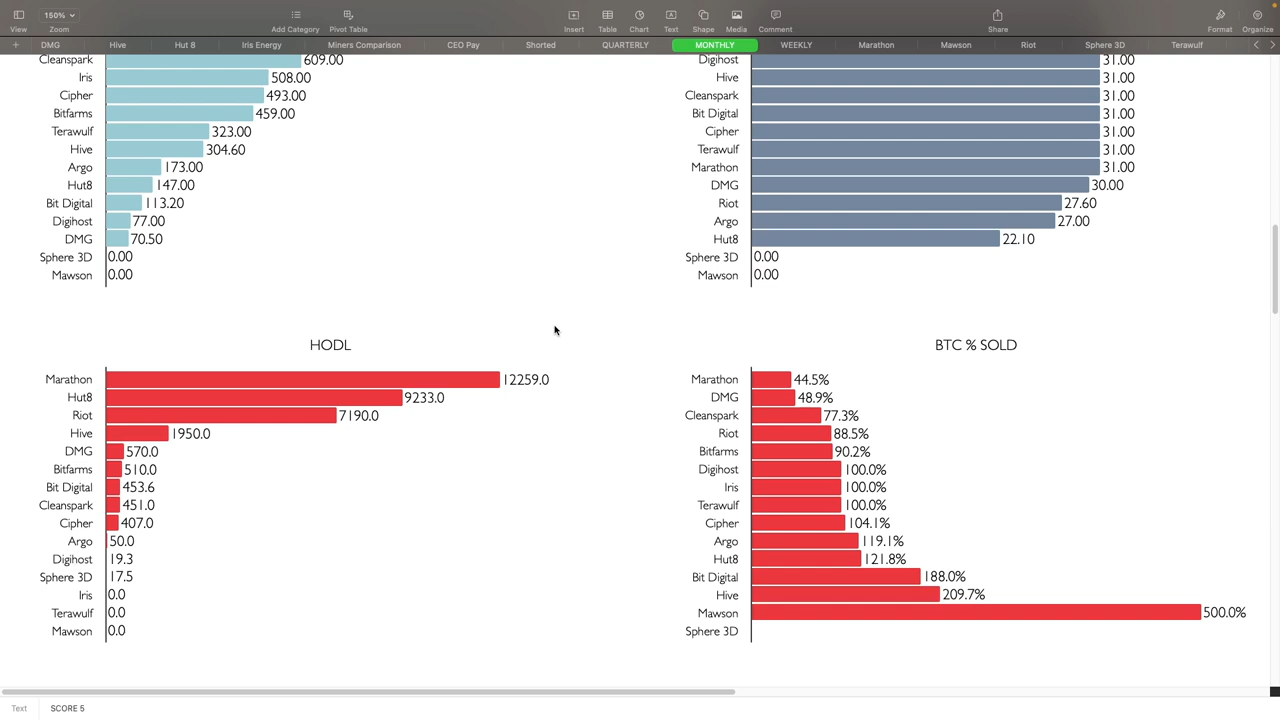 150%
View
Zoom
Add Category
Pivot Table
Insert
Table
Chart
Text
Shape
Media
Comment
Share
Format
Organize
DMG
Hive
Hut 8
Iris Energy
Miners Comparison
CEO Pay
Shorted
QUARTERLY
MONTHLY
WEEKLY
Marathon
Mawson
Riot
Sphere 3D
Terawulf
Cleanspark 609.00
Iris 508.00
Cipher 493.00
Bitfarms 459.00
Terawulf 323.00
Hive 304.60
Argo 173.00
Hut8 147.00
Bit Digital 113.20
Digihost 77.00
DMG 70.50
Sphere 3D 0.00
Mawson 0.00
Digihost 31.00
Hive 31.00
Cleanspark 31.00
Bit Digital 31.00
Cipher 31.00
Terawulf 31.00
Marathon 31.00
DMG 30.00
Riot 27.60
Argo 27.00
Hut8 22.10
Sphere 3D 0.00
Mawson 0.00
HODL
Marathon 12259.0
Hut8 9233.0
Riot 7190.0
Hive 1950.0
DMG 570.0
Bitfarms 510.0
Bit Digital 453.6
Cleanspark 451.0
Cipher 407.0
Argo 50.0
Digihost 19.3
Sphere 3D 17.5
Iris 0.0
Terawulf 0.0
Mawson 0.0
BTC % SOLD
Marathon 44.5%
DMG 48.9%
Cleanspark 77.3%
Riot 88.5%
Bitfarms 90.2%
Digihost 100.0%
Iris 100.0%
Terawulf 100.0%
Cipher 104.1%
Argo 119.1%
Hut8 121.8%
Bit Digital 188.0%
Hive 209.7%
Mawson 500.0%
Sphere 3D
Text
SCORE 5